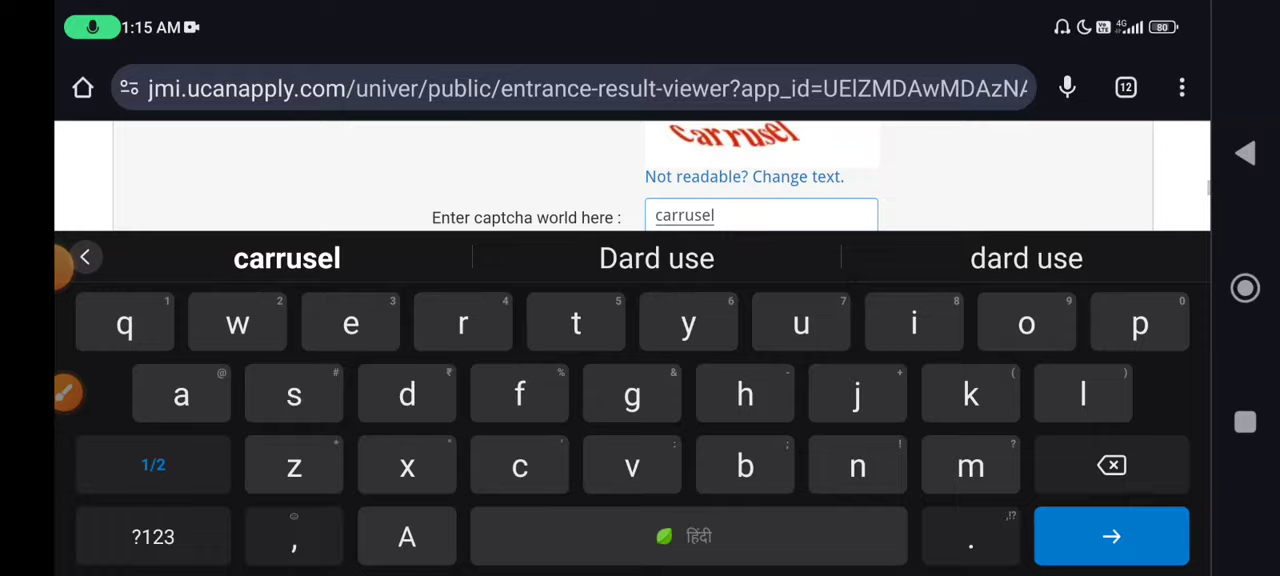 1:15 AM 4G 80
jmi.ucanapply.com/univer/public/entrance-result-viewer?app_id=UElZMDAwMDAzNA 12
Carrusel
Not readable? Change text.
Enter captcha world here : carrusel
carrusel Dard use dard use
q 1 w 2 e 3 r 4 t 5 y 6 u 7 i 8 o 9 p 0
a @ s # d ₹ f % g & h - j + k ( l )
1/2 z * x " c ' v : b ; n ! m ?
?123 , A हिंदी . ,!?